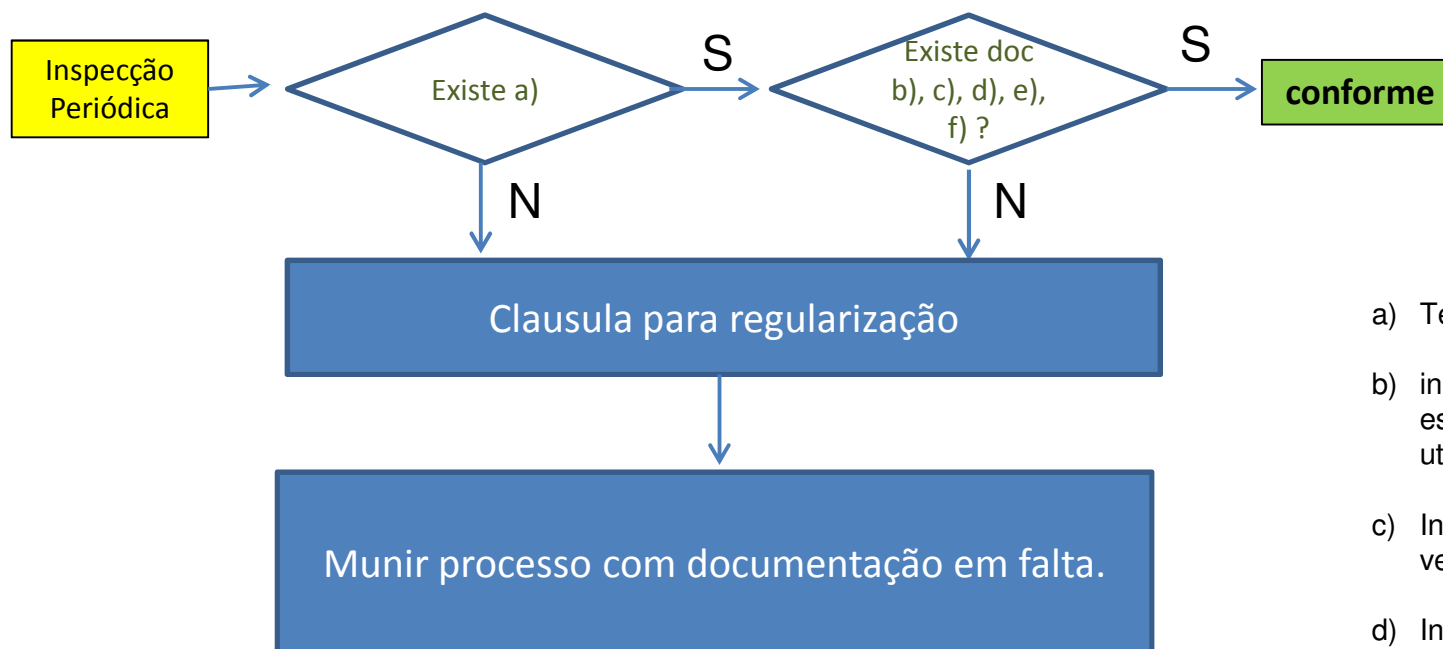 Inspecção
Periódica
Existe a)
S
Existe doc
b), c), d), e),
f) ?
S
conforme
N
N
Clausula para regularização
Munir processo com documentação em falta.
a)
b)
c)
d)